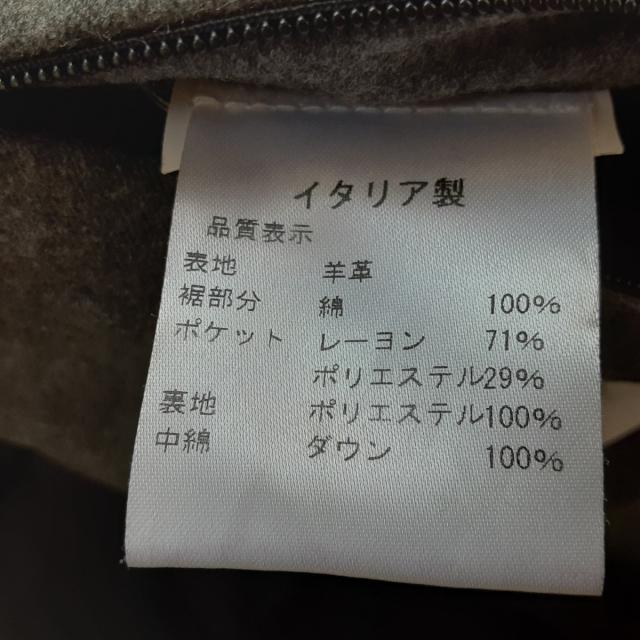 イタリア製
品質表示
表地 羊革
裾部分 綿 100%
ポケット レーヨン 71%
ポリエステル29%
裏地 ポリエステル100%
中綿 ダウン 100%